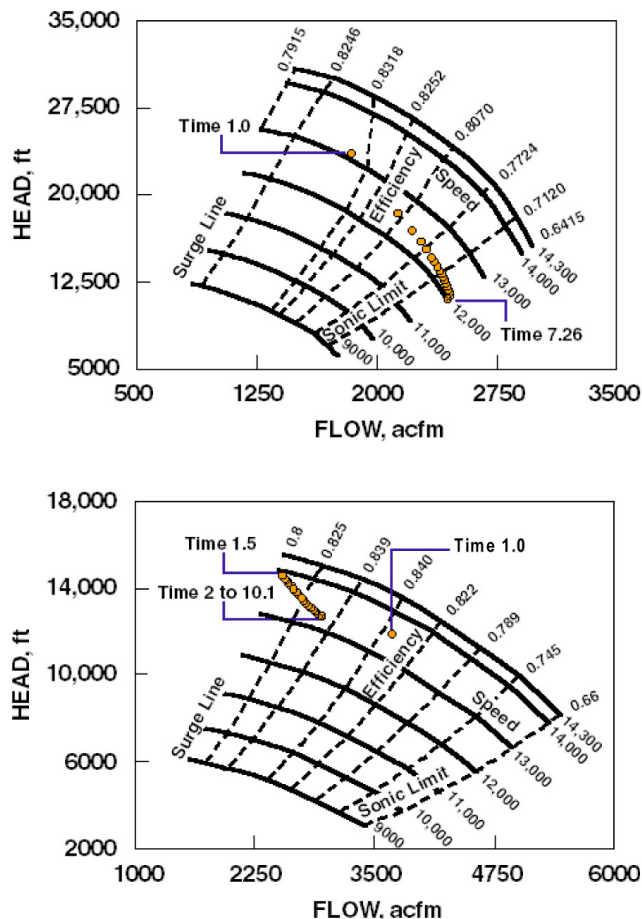 35,000
27,500
20,000
12,500
5000
HEAD, ft
500
1250
2000
2750
3500
FLOW, acfm
0.7915
0.8246
0.8318
0.8252
0.8070
0.7724
0.7120
0.6415
14,300
14,000
13,000
12,000
11,000
10,000
9000
Time 1.0
Surge Line
Efficiency
Speed
Sonic Limit
Time 7.26
18,000
14,000
10,000
6000
2000
HEAD, ft
1000
2250
3500
4750
6000
FLOW, acfm
0.8
0.825
0.839
0.840
0.822
0.789
0.745
0.66
14,300
14,000
13,000
12,000
11,000
10,000
9000
Time 1.5
Time 1.0
Time 2 to 10.1
Surge Line
Efficiency
Speed
Sonic Limit